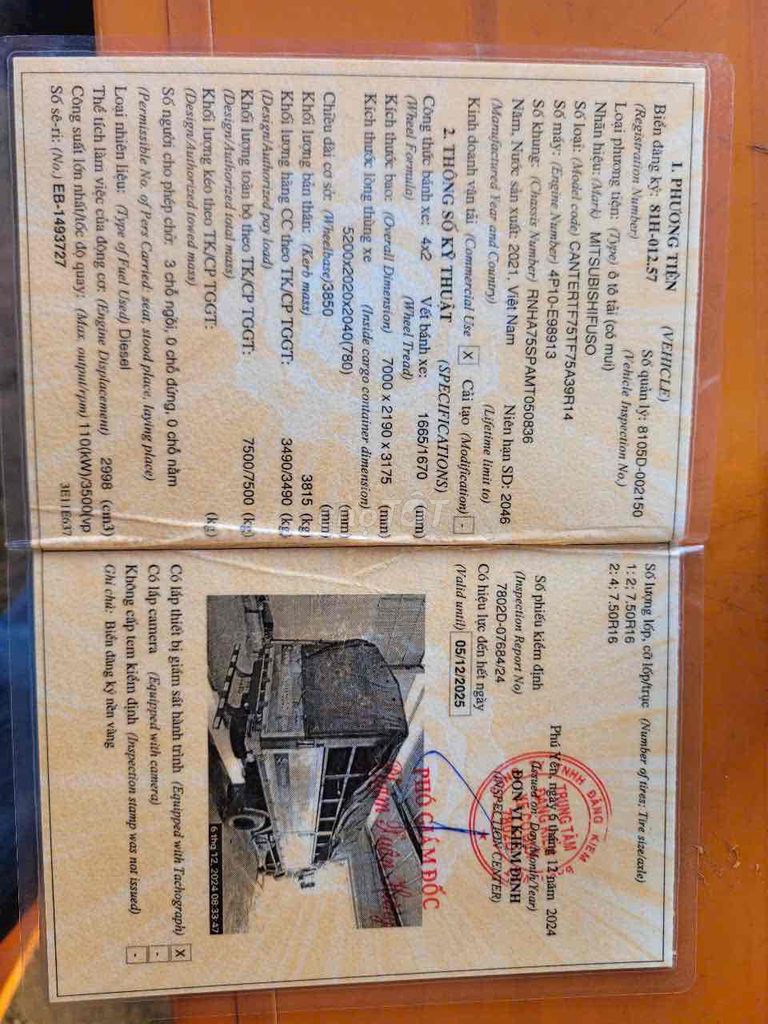 1. PHƯƠNG TIỆN (VEHICLE)
Biển đăng ký: 81H-012.57 Số quản lý: 8105D-002150
(Registration Number) (Vehicle Inspection No.)
Loại phương tiện: (Type) ô tô tải (có mui)
Nhãn hiệu: (Mark) MITSUBISHIFUSO
Số loại: (Model code) CANTERTF75TF75A39R14
Số máy: (Engine Number) 4P10-E98913
Số khung: (Chassis Number) RNHA75SPAMT050836
Năm, Nước sản xuất: 2021, Việt Nam Niên hạn SD: 2046
(Manufactured Year and Country) (Lifetime limit to)
Kinh doanh vận tải (Commercial Use) X Cải tạo (Modification) -
2. THÔNG SỐ KỸ THUẬT (SPECIFICATIONS)
Công thức bánh xe: 4x2 Vết bánh xe: 1665/1670 (mm)
(Wheel Formula) (Wheel Tread)
Kích thước bao: (Overall Dimension) 7000 x 2190 x 3175 (mm)
Kích thước lòng thùng xe (Inside cargo container dimension)
5200x2020x2040(780) (mm)
Chiều dài cơ sở: (Wheelbase) 3850 (mm)
Khối lượng bản thân: (Kerb mass) 3815 (kg)
Khối lượng hàng CC theo TK/CP TGGT: 3490/3490 (kg)
(Design/Authorized pay load)
Khối lượng toàn bộ theo TK/CP TGGT: 7500/7500 (kg)
(Design/Authorized total mass)
Khối lượng kéo theo TK/CP TGGT: (kg)
(Design/Authorized towed mass)
Số người cho phép chở: 3 chỗ ngồi, 0 chỗ đứng, 0 chỗ nằm
(Permissible No. of Pers Carried: seat, stood place, laying place)
Loại nhiên liệu: (Type of Fuel Used) Diesel
Thể tích làm việc của động cơ: (Engine Displacement) 2998 (cm3)
Công suất lớn nhất/tốc độ quay: (Max. output/rpm) 110(kW)/3500vp
Số sê-ri: (No.) EB-1493727 3E11E637
Số lượng lốp, cỡ lốp/trục (Number of tires; Tire size/axle)
1: 2; 7.50R16
2: 4; 7.50R16
Phú Yên, ngày 6 tháng 12 năm 2024
Số phiếu kiểm định (Issued on: Day/Month/Year)
(Inspection Report No) ĐƠN VỊ KIỂM ĐỊNH
7802D-07684/24 (INSPECTION CENTER)
Có hiệu lực đến hết ngày
(Valid until) 05/12/2025
TNHH ĐĂNG KIỂM
TRUNG TÂM
PHÓ GIÁM ĐỐC
6 thg 12, 2024 08:33:47
Có lắp thiết bị giám sát hành trình (Equipped with Tachograph) X
Có lắp camera (Equipped with camera) -
Không cấp tem kiểm định (Inspection stamp was not issued) -
Ghi chú: Biển đăng ký nền vàng